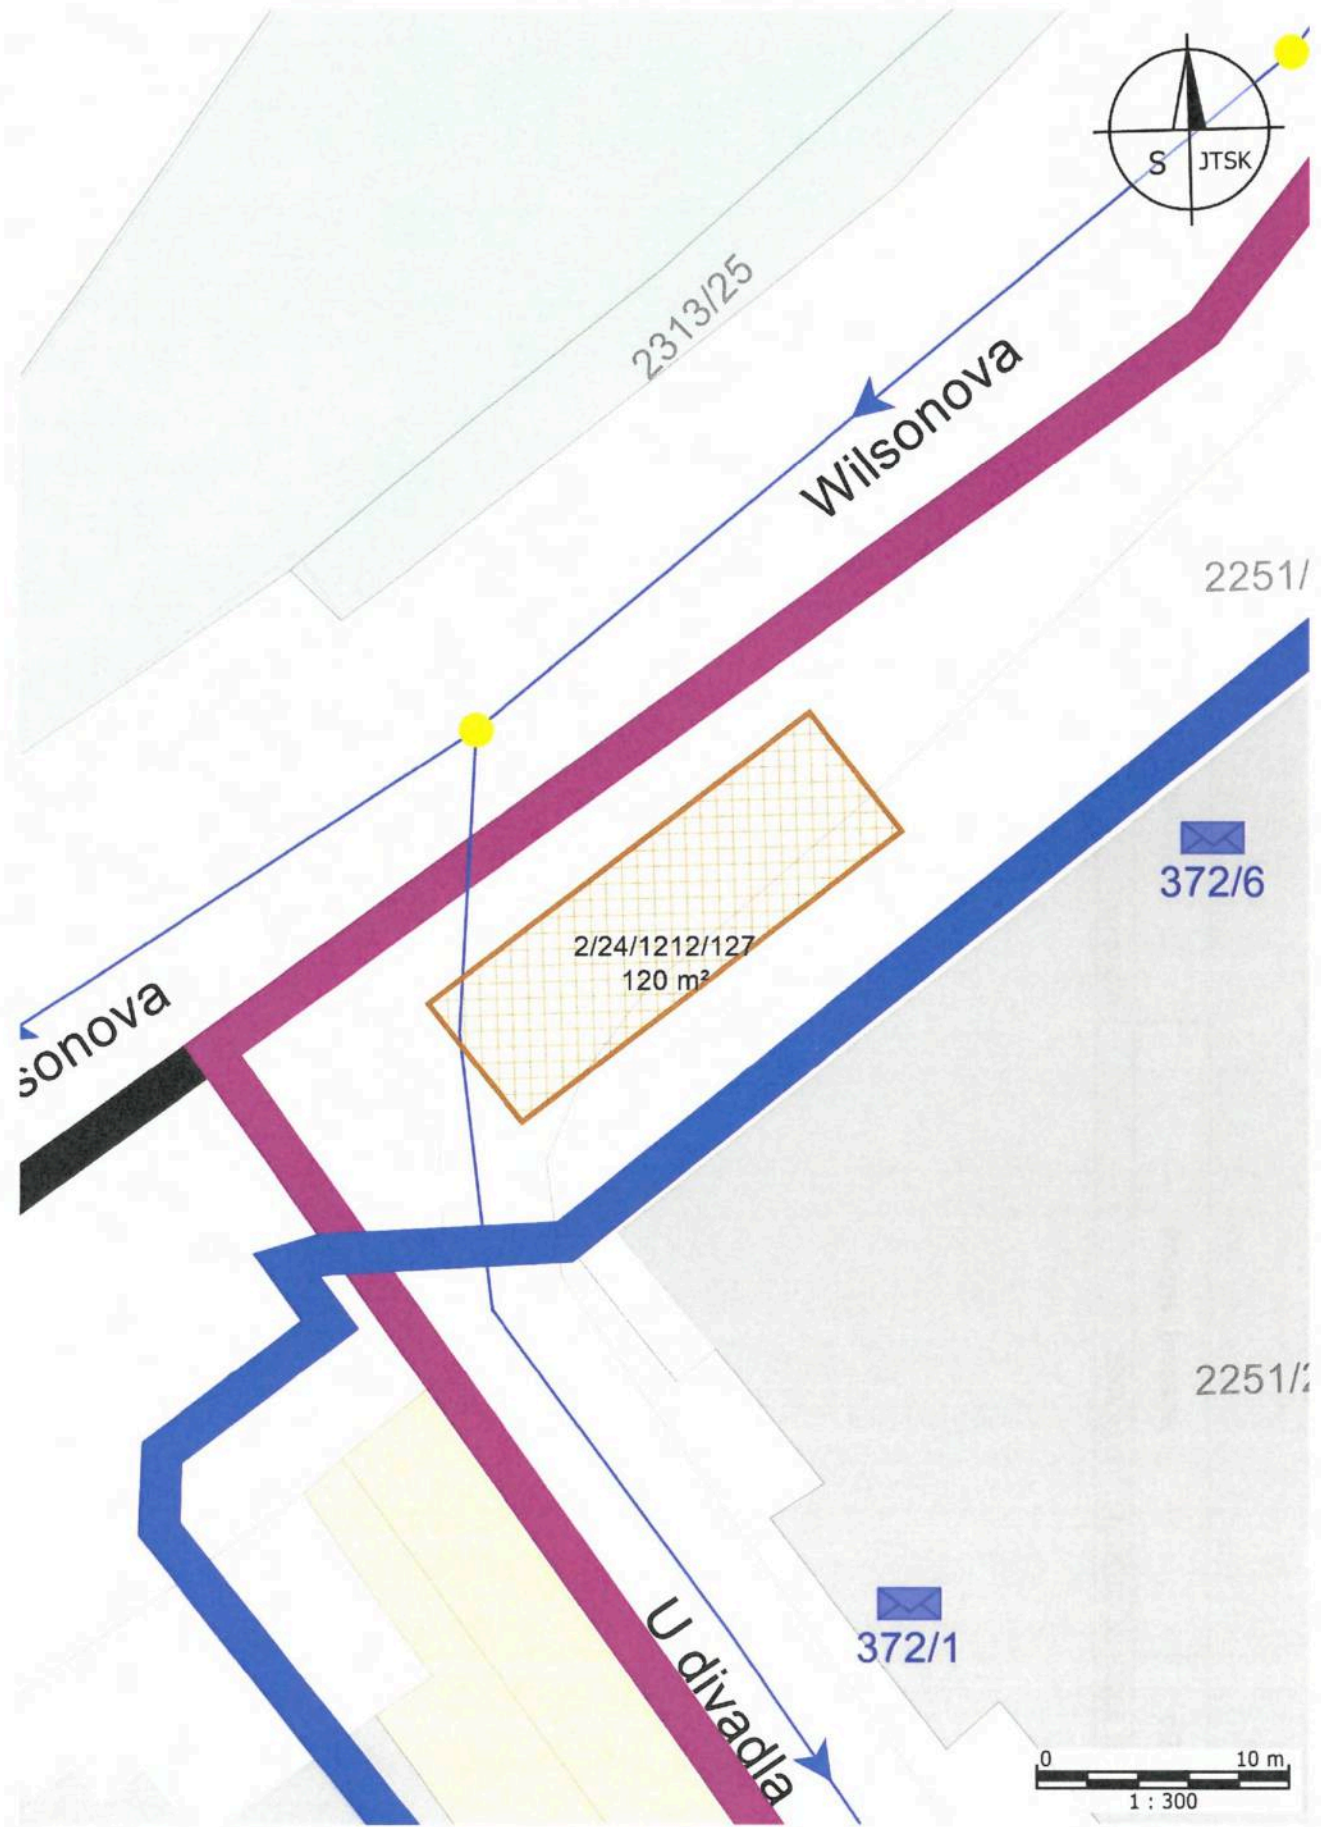 S JTSK
2313/25
Wilsonova
2251/
372/6
2/24/1212/127
120 m²
sonova
2251/2
372/1
U divadla
0 10 m
1 : 300